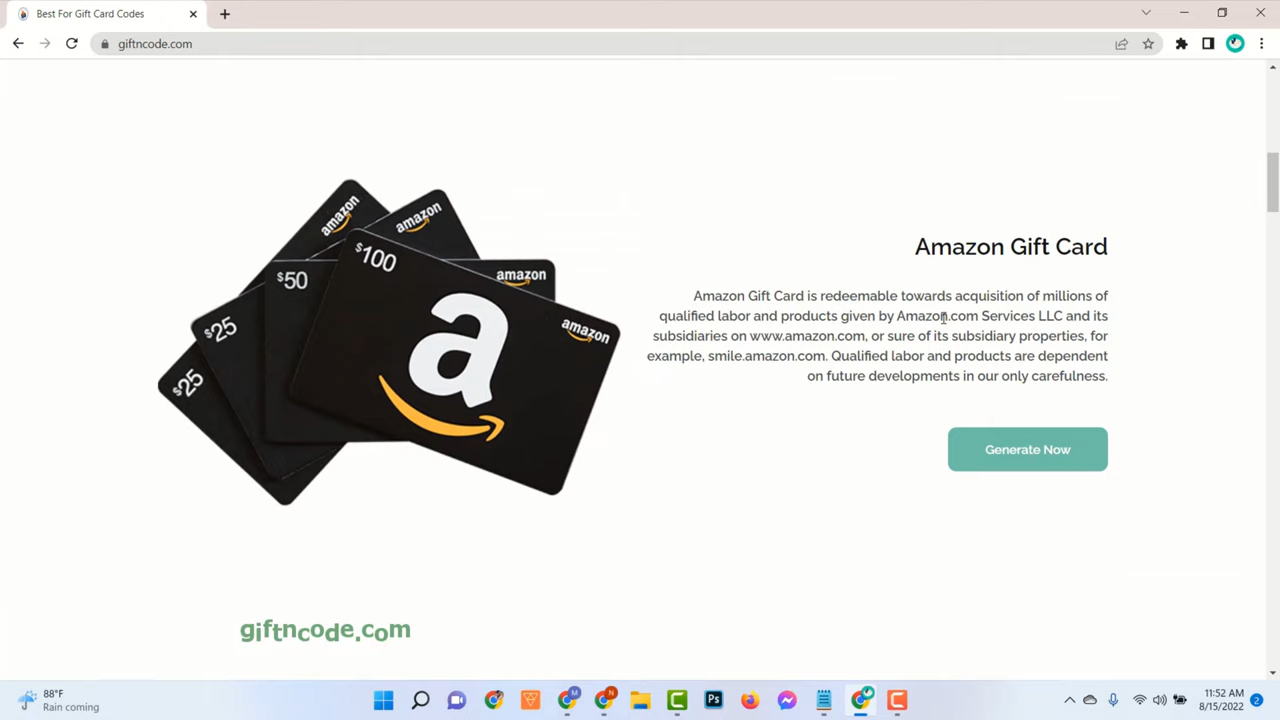 Best For Gift Card Codes
giftncode.com
amazon
amazon
$100
$50
amazon
$25
amazon
$25
a
Amazon Gift Card
Amazon Gift Card is redeemable towards acquisition of millions of
qualified labor and products given by Amazon.com Services LLC and its
subsidiaries on www.amazon.com, or sure of its subsidiary properties, for
example, smile.amazon.com. Qualified labor and products are dependent
on future developments in our only carefulness.
Generate Now
giftncode.com
88°F
Rain coming
M
N
Ps
11:52 AM
8/15/2022
2